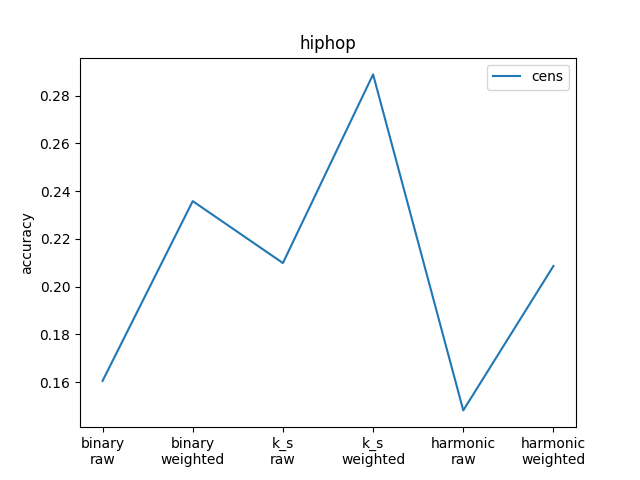 hiphop
cens
accuracy
0.28
0.26
0.24
0.22
0.20
0.18
0.16
binary
raw
binary
weighted
k_s
raw
k_s
weighted
harmonic
raw
harmonic
weighted